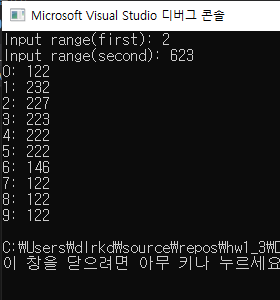 Microsoft Visual Studio 디버그 콘솔
Input range(first): 2
Input range(second): 623
0: 122
1: 232
2: 227
3: 223
4: 222
5: 222
6: 146
7: 122
8: 122
9: 122
C:₩Users₩dlrkd₩source₩repos₩hw1_3₩D
이 창을 닫으려면 아무 키나 누르세요